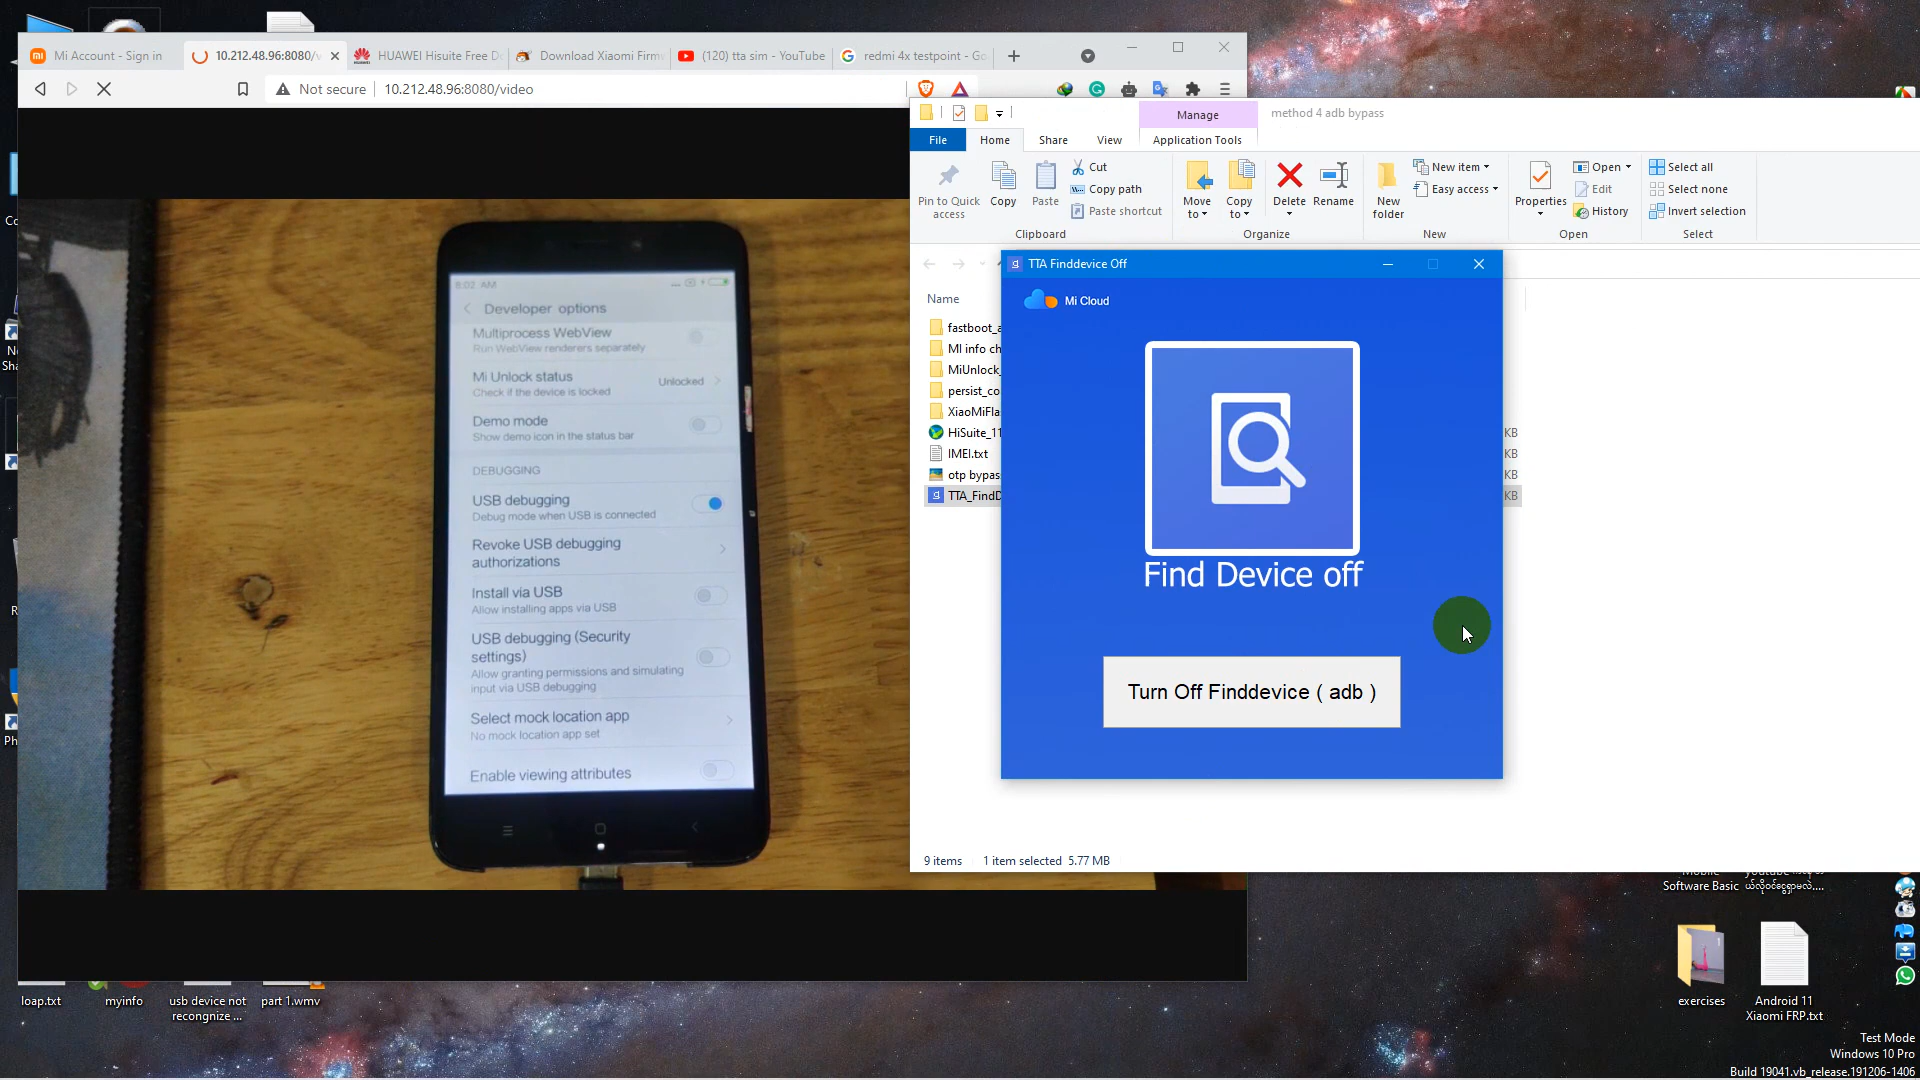 Mi Account - Sign in
10.212.48.96:8080/
HUAWEI Hisuite Free D
Download Xiaomi Firm
(120) tta sim - YouTube
redmi 4x testpoint - Go
Not secure
10.212.48.96:8080/video
Manage
method 4 adb bypass
File
Home
Share
View
Application Tools
Pin to Quick access
Copy
Paste
Cut
Copy path
Paste shortcut
Clipboard
Move to
Copy to
Delete
Rename
Organize
New folder
New item
Easy access
New
Properties
Open
Edit
History
Open
Select all
Select none
Invert selection
Select
Name
fastboot_a
MI info ch
MiUnlock_
persist_co
XiaoMiFla
HiSuite_11
KB
IMEI.txt
KB
otp bypas
KB
TTA_FindD
KB
9 items
1 item selected 5.77 MB
TTA Finddevice Off
Mi Cloud
Find Device off
Turn Off Finddevice ( adb )
8:02 AM
Developer options
Multiprocess WebView
Run WebView renderers separately
Mi Unlock status
Check if the device is locked
Unlocked
Demo mode
Show demo icon in the status bar
DEBUGGING
USB debugging
Debug mode when USB is connected
Revoke USB debugging
authorizations
Install via USB
Allow installing apps via USB
USB debugging (Security
settings)
Allow granting permissions and simulating
input via USB debugging
Select mock location app
No mock location app set
Enable viewing attributes
loap.txt
myinfo
usb device not
recongnize ...
part 1.wmv
Software Basic
exercises
Android 11
Xiaomi FRP.txt
Test Mode
Windows 10 Pro
Build 19041.vb_release.191206-1406